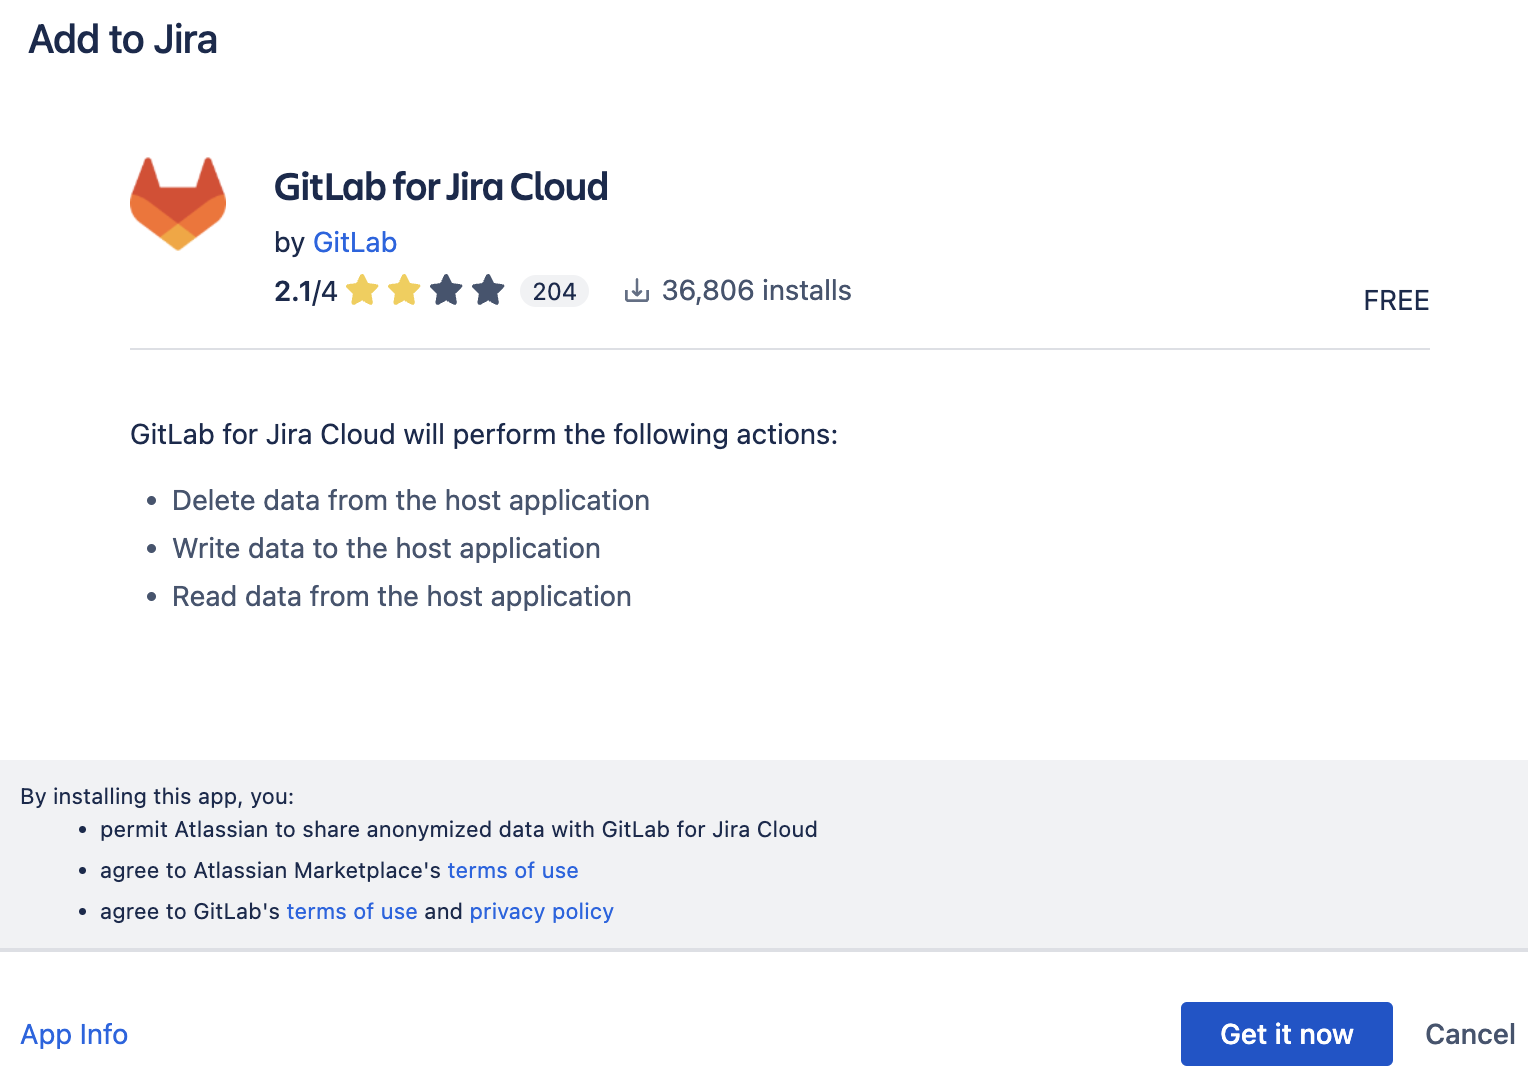 Add to Jira
GitLab for Jira Cloud
by GitLab
2.1/4 204 36,806 installs
FREE
GitLab for Jira Cloud will perform the following actions:
• Delete data from the host application
• Write data to the host application
• Read data from the host application
By installing this app, you:
• permit Atlassian to share anonymized data with GitLab for Jira Cloud
• agree to Atlassian Marketplace's terms of use
• agree to GitLab's terms of use and privacy policy
App Info
Get it now
Cancel